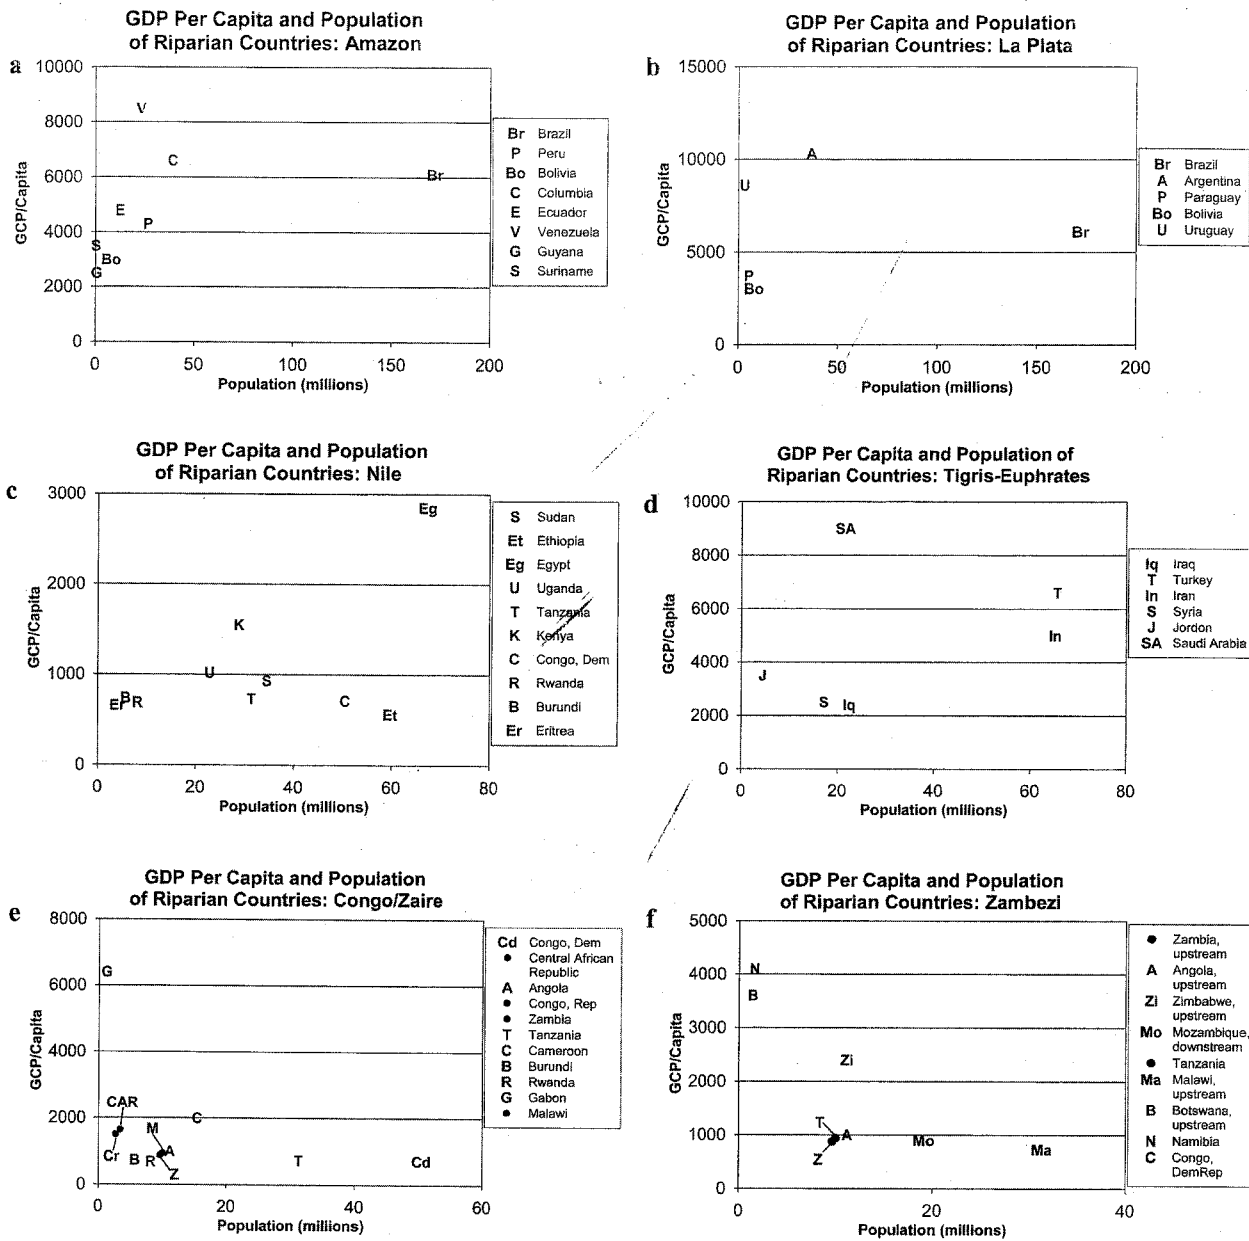 GDP Per Capita and Population
of Riparian Countries: Amazon
a
10000
8000
6000
4000
2000
0
GCP/Capita
V
C
Br
E
P
S
Bo
G
0 50 100 150 200
Population (millions)
Br Brazil
P Peru
Bo Bolivia
C Columbia
E Ecuador
V Venezuela
G Guyana
S Suriname
GDP Per Capita and Population
of Riparian Countries: La Plata
b
15000
10000
5000
0
GCP/Capita
A
U
Br
P
Bo
0 50 100 150 200
Population (millions)
Br Brazil
A Argentina
P Paraguay
Bo Bolivia
U Uruguay
GDP Per Capita and Population
of Riparian Countries: Nile
c
3000
2000
1000
0
GCP/Capita
Eg
K
U
S
Er B R T C Et
0 20 40 60 80
Population (millions)
S Sudan
Et Ethiopia
Eg Egypt
U Uganda
T Tanzania
K Kenya
C Congo, Dem
R Rwanda
B Burundi
Er Eritrea
GDP Per Capita and Population of
Riparian Countries: Tigris-Euphrates
d
10000
8000
6000
4000
2000
0
GCP/Capita
SA
T
In
J
S Iq
0 20 40 60 80
Population (millions)
Iq Iraq
T Turkey
In Iran
S Syria
J Jordon
SA Saudi Arabia
GDP Per Capita and Population
of Riparian Countries: Congo/Zaire
e
8000
6000
4000
2000
0
GCP/Capita
G
CAR
C
M
A
Cr B R Z T Cd
0 20 40 60
Population (millions)
Cd Congo, Dem
Central African
Republic
A Angola
Congo, Rep
Zambia
T Tanzania
C Cameroon
B Burundi
R Rwanda
G Gabon
Malawi
GDP Per Capita and Population
of Riparian Countries: Zambezi
f
5000
4000
3000
2000
1000
0
GCP/Capita
N
B
Zi
T
A Mo
Z
Ma
0 20 40
Population (millions)
Zambia,
upstream
A Angola,
upstream
Zi Zimbabwe,
upstream
Mo Mozambique,
downstream
Tanzania
Ma Malawi,
upstream
B Botswana,
upstream
N Namibia
C Congo,
DemRep